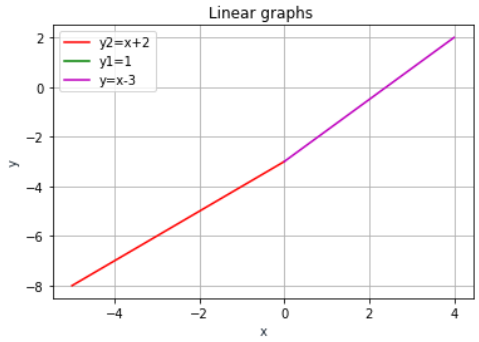 Linear graphs
y2=x+2
y1=1
y=x-3
2
0
−2
−4
−6
−8
y
−4 −2 0 2 4
x